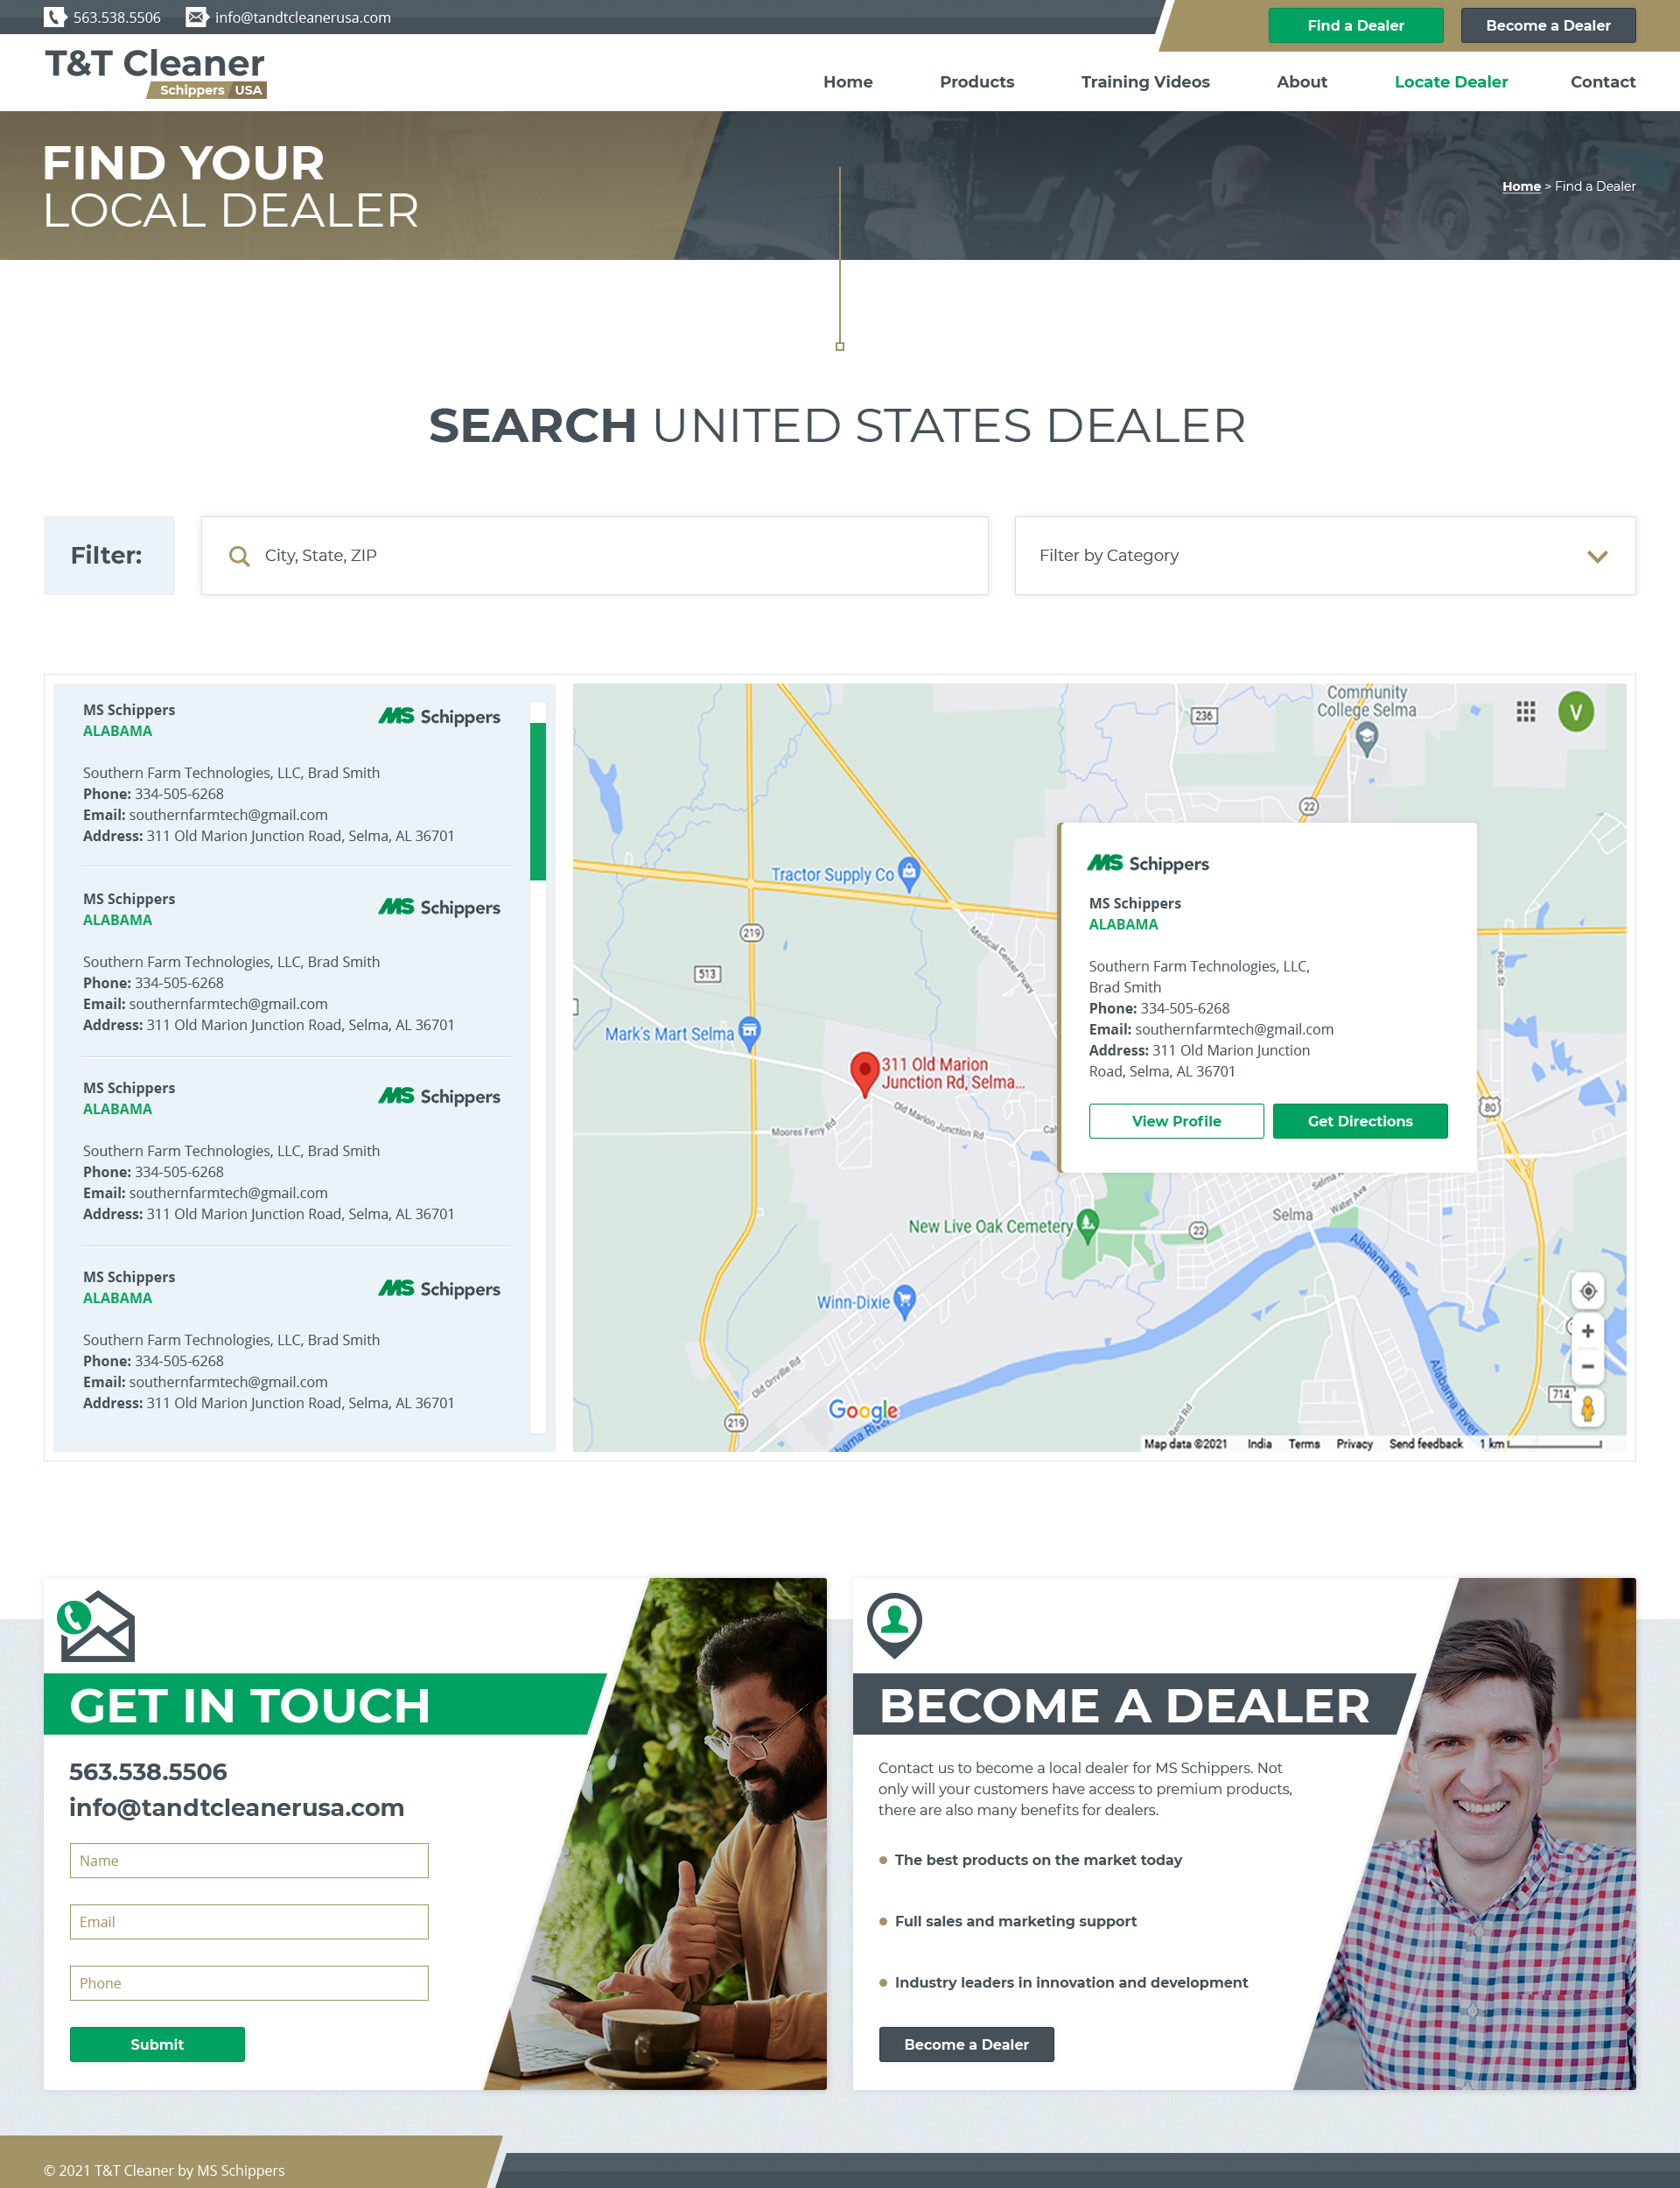 563.538.5506
info@tandtcleanerusa.com
Find a Dealer
Become a Dealer
T&T Cleaner
Schippers USA
Home
Products
Training Videos
About
Locate Dealer
Contact
FIND YOUR
LOCAL DEALER
Home > Find a Dealer
SEARCH UNITED STATES DEALER
Filter:
City, State, ZIP
Filter by Category
MS Schippers
ALABAMA
MS Schippers
Southern Farm Technologies, LLC, Brad Smith
Phone: 334-505-6268
Email: southernfarmtech@gmail.com
Address: 311 Old Marion Junction Road, Selma, AL 36701
MS Schippers
ALABAMA
MS Schippers
Southern Farm Technologies, LLC, Brad Smith
Phone: 334-505-6268
Email: southernfarmtech@gmail.com
Address: 311 Old Marion Junction Road, Selma, AL 36701
MS Schippers
ALABAMA
MS Schippers
Southern Farm Technologies, LLC, Brad Smith
Phone: 334-505-6268
Email: southernfarmtech@gmail.com
Address: 311 Old Marion Junction Road, Selma, AL 36701
MS Schippers
ALABAMA
MS Schippers
Southern Farm Technologies, LLC, Brad Smith
Phone: 334-505-6268
Email: southernfarmtech@gmail.com
Address: 311 Old Marion Junction Road, Selma, AL 36701
Community
College Selma
236
V
22
Tractor Supply Co
219
513
Medical Center Pkwy
Mark's Mart Selma
311 Old Marion
Junction Rd, Selma...
Moores Ferry Rd
Old Marion Junction Rd
MS Schippers
MS Schippers
ALABAMA
Southern Farm Technologies, LLC,
Brad Smith
Phone: 334-505-6268
Email: southernfarmtech@gmail.com
Address: 311 Old Marion Junction
Road, Selma, AL 36701
View Profile
Get Directions
80
Selma
Water Ave
Selma
New Live Oak Cemetery
22
Alabama River
Winn-Dixie
Old Orrville Rd
Alabama River
714
219
Google
Map data ©2021
India
Terms
Privacy
Send feedback
1 km
GET IN TOUCH
563.538.5506
info@tandtcleanerusa.com
Name
Email
Phone
Submit
BECOME A DEALER
Contact us to become a local dealer for MS Schippers. Not
only will your customers have access to premium products,
there are also many benefits for dealers.
The best products on the market today
Full sales and marketing support
Industry leaders in innovation and development
Become a Dealer
© 2021 T&T Cleaner by MS Schippers